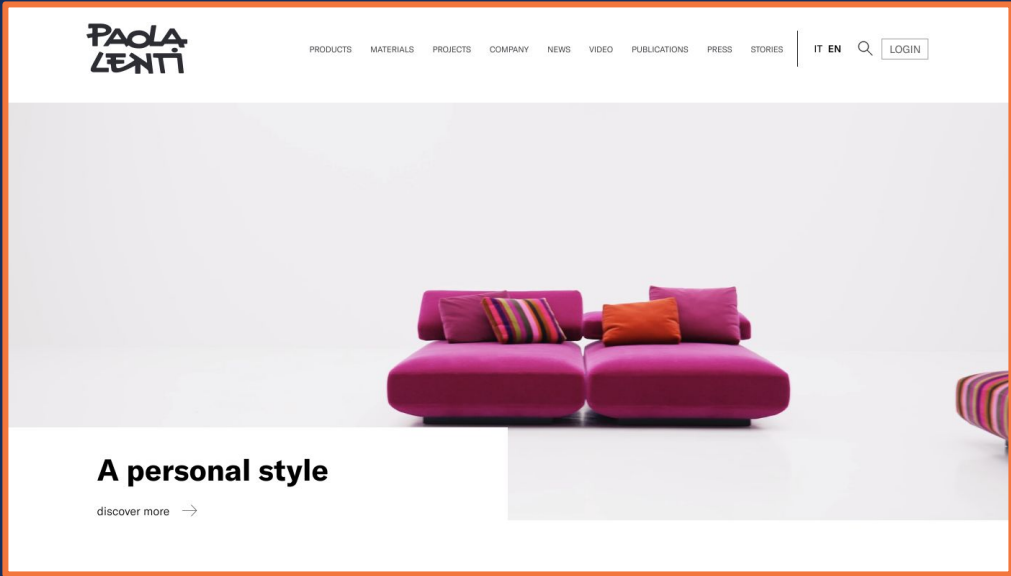 PAOLA
LENTI
PRODUCTS MATERIALS PROJECTS COMPANY NEWS VIDEO PUBLICATIONS PRESS STORIES IT EN LOGIN
A personal style
discover more